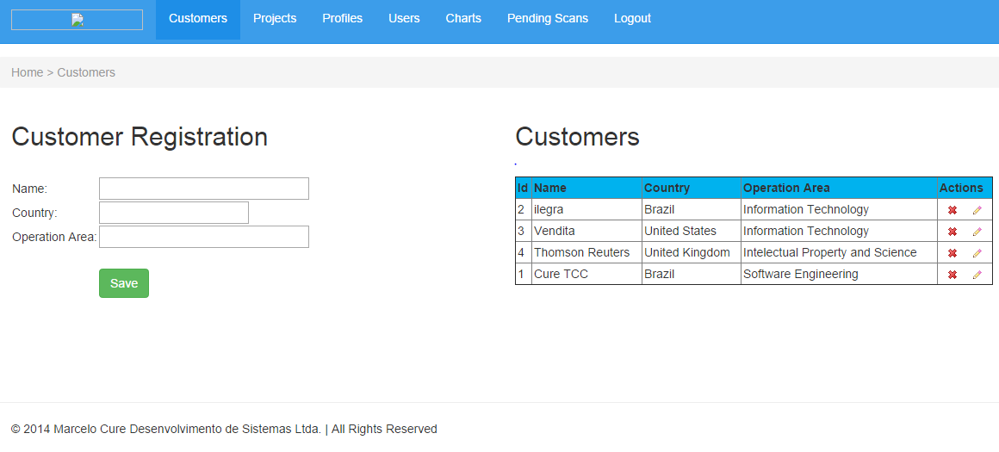 Customers Projects Profiles Users Charts Pending Scans Logout
Home > Customers
Customer Registration
Name:
Country:
Operation Area:
Save
Customers
Id Name Country Operation Area Actions
2 ilegra Brazil Information Technology
3 Vendita United States Information Technology
4 Thomson Reuters United Kingdom Intelectual Property and Science
1 Cure TCC Brazil Software Engineering
© 2014 Marcelo Cure Desenvolvimento de Sistemas Ltda. | All Rights Reserved